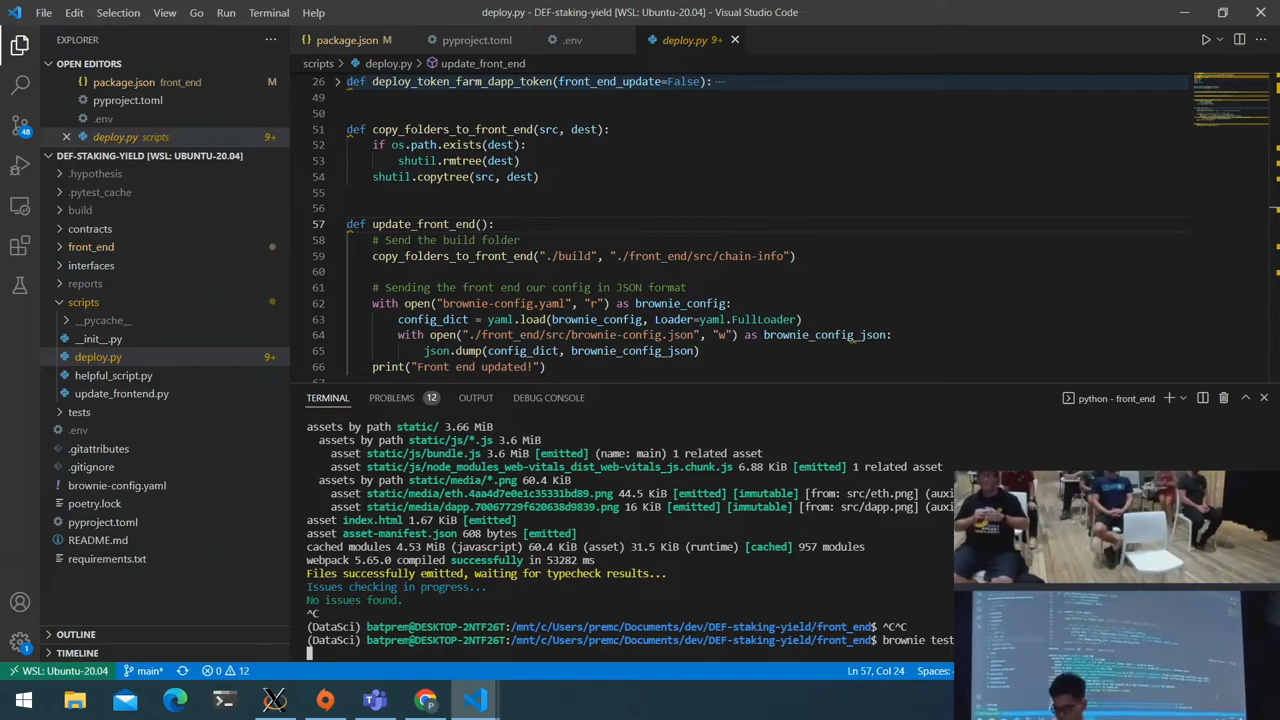 File Edit Selection View Go Run Terminal Help
deploy.py - DEF-staking-yield [WSL: Ubuntu-20.04] - Visual Studio Code
EXPLORER
OPEN EDITORS
package.json front_end M
pyproject.toml
.env
deploy.py scripts 9+
DEF-STAKING-YIELD [WSL: UBUNTU-20.04]
.hypothesis
.pytest_cache
build
contracts
front_end
interfaces
reports
scripts
__pycache__
__init__.py
deploy.py 9+
helpful_script.py
update_frontend.py
tests
.env
.gitattributes
.gitignore
brownie-config.yaml
poetry.lock
pyproject.toml
README.md
requirements.txt
OUTLINE
TIMELINE
48
1
package.json M pyproject.toml .env deploy.py 9+
scripts > deploy.py > update_front_end
26 def deploy_token_farm_dapp_token(front_end_update=False): ...
49
50
51 def copy_folders_to_front_end(src, dest):
52 if os.path.exists(dest):
53 shutil.rmtree(dest)
54 shutil.copytree(src, dest)
55
56
57 def update_front_end():
58 # Send the build folder
59 copy_folders_to_front_end("./build", "./front_end/src/chain-info")
60
61 # Sending the front end our config in JSON format
62 with open("brownie-config.yaml", "r") as brownie_config:
63 config_dict = yaml.load(brownie_config, Loader=yaml.FullLoader)
64 with open("./front_end/src/brownie-config.json", "w") as brownie_config_json:
65 json.dump(config_dict, brownie_config_json)
66 print("Front end updated!")
67
TERMINAL PROBLEMS 12 OUTPUT DEBUG CONSOLE
python - front_end
assets by path static/ 3.66 MiB
assets by path static/js/*.js 3.6 MiB
asset static/js/bundle.js 3.6 MiB [emitted] (name: main) 1 related asset
asset static/js/node_modules_web-vitals_dist_web-vitals_js.chunk.js 6.88 KiB [emitted] 1 related asset
assets by path static/media/*.png 60.4 KiB
asset static/media/eth.4aa4d7e0e1c35331bd89.png 44.5 KiB [emitted] [immutable] [from: src/eth.png] (auxi
asset static/media/dapp.70067729f620638d9839.png 16 KiB [emitted] [immutable] [from: src/dapp.png] (auxi
asset index.html 1.67 KiB [emitted]
asset asset-manifest.json 608 bytes [emitted]
cached modules 4.53 MiB (javascript) 60.4 KiB (asset) 31.5 KiB (runtime) [cached] 957 modules
webpack 5.65.0 compiled successfully in 53282 ms
Files successfully emitted, waiting for typecheck results...
Issues checking in progress...
No issues found.
^C
(DataSci) prem@DESKTOP-2NTF26T:/mnt/c/Users/premc/Documents/dev/DEF-staking-yield/front_end$ ^C^C
(DataSci) prem@DESKTOP-2NTF26T:/mnt/c/Users/premc/Documents/dev/DEF-staking-yield/front_end$ brownie test
WSL: Ubuntu-20.04 main* 0 12
Ln 57, Col 24 Spaces: